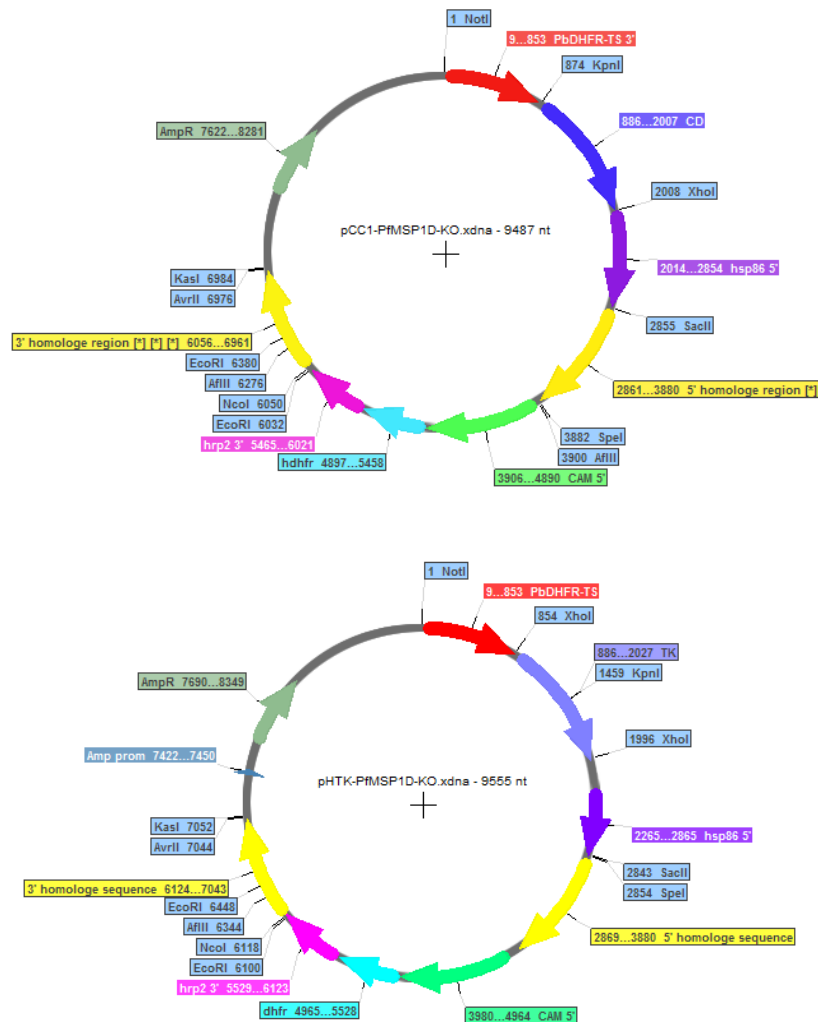 1 NotI
9...853 PbDHFR-TS 3'
874 KpnI
886...2007 CD
AmpR 7622...8281
2008 XhoI
pCC1-PfMSP1D-KO.xdna - 9487 nt
2014...2854 hsp86 5'
KasI 6984
AvrII 6976
2855 SacII
3' homologe region [*] [*] [*] 6056...6961
EcoRI 6380
AflII 6276
2861...3880 5' homologe region [*]
NcoI 6050
EcoRI 6032
3882 SpeI
hrp2 3' 5465...6021
3900 AflII
hdhfr 4897...5458
3906...4890 CAM 5'
1 NotI
9...853 PbDHFR-TS
854 XhoI
886...2027 TK
1459 KpnI
AmpR 7690...8349
1996 XhoI
Amp prom 7422...7450
pHTK-PfMSP1D-KO.xdna - 9555 nt
KasI 7052
2265...2865 hsp86 5'
AvrII 7044
2843 SacII
2854 SpeI
3' homologe sequence 6124...7043
EcoRI 6448
AflII 6344
2869...3880 5' homologe sequence
NcoI 6118
EcoRI 6100
hrp2 3' 5529...6123
dhfr 4965...5528
3980...4964 CAM 5'